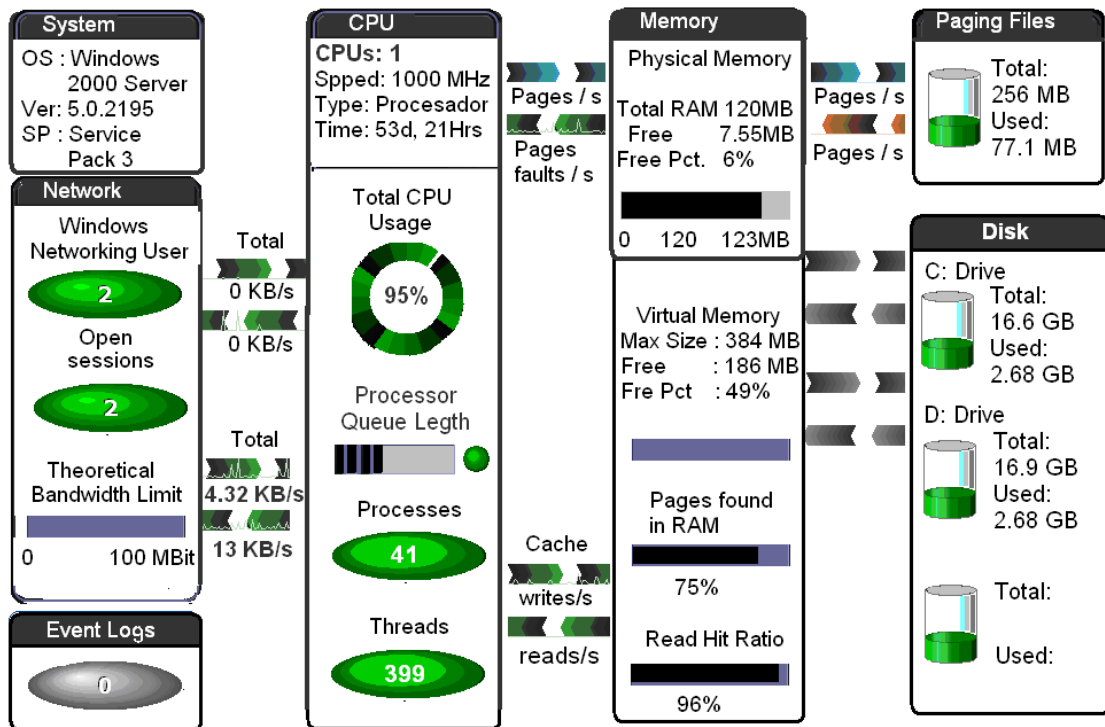 System
OS : Windows
2000 Server
Ver: 5.0.2195
SP : Service
Pack 3
Network
Windows
Networking User
2
Open
sessions
2
Theoretical
Bandwidth Limit
0 100 MBit
Event Logs
0
Total
0 KB/s
0 KB/s
Total
4.32 KB/s
13 KB/s
CPU
CPUs: 1
Spped: 1000 MHz
Type: Procesador
Time: 53d, 21Hrs
Total CPU
Usage
95%
Processor
Queue Legth
Processes
41
Threads
399
Pages / s
Pages
faults / s
Cache
writes/s
reads/s
Memory
Physical Memory
Total RAM 120MB
Free 7.55MB
Free Pct. 6%
0 120 123MB
Virtual Memory
Max Size : 384 MB
Free : 186 MB
Fre Pct : 49%
Pages found
in RAM
75%
Read Hit Ratio
96%
Pages / s
Pages / s
Paging Files
Total:
256 MB
Used:
77.1 MB
Disk
C: Drive
Total:
16.6 GB
Used:
2.68 GB
D: Drive
Total:
16.9 GB
Used:
2.68 GB
Total:
Used: